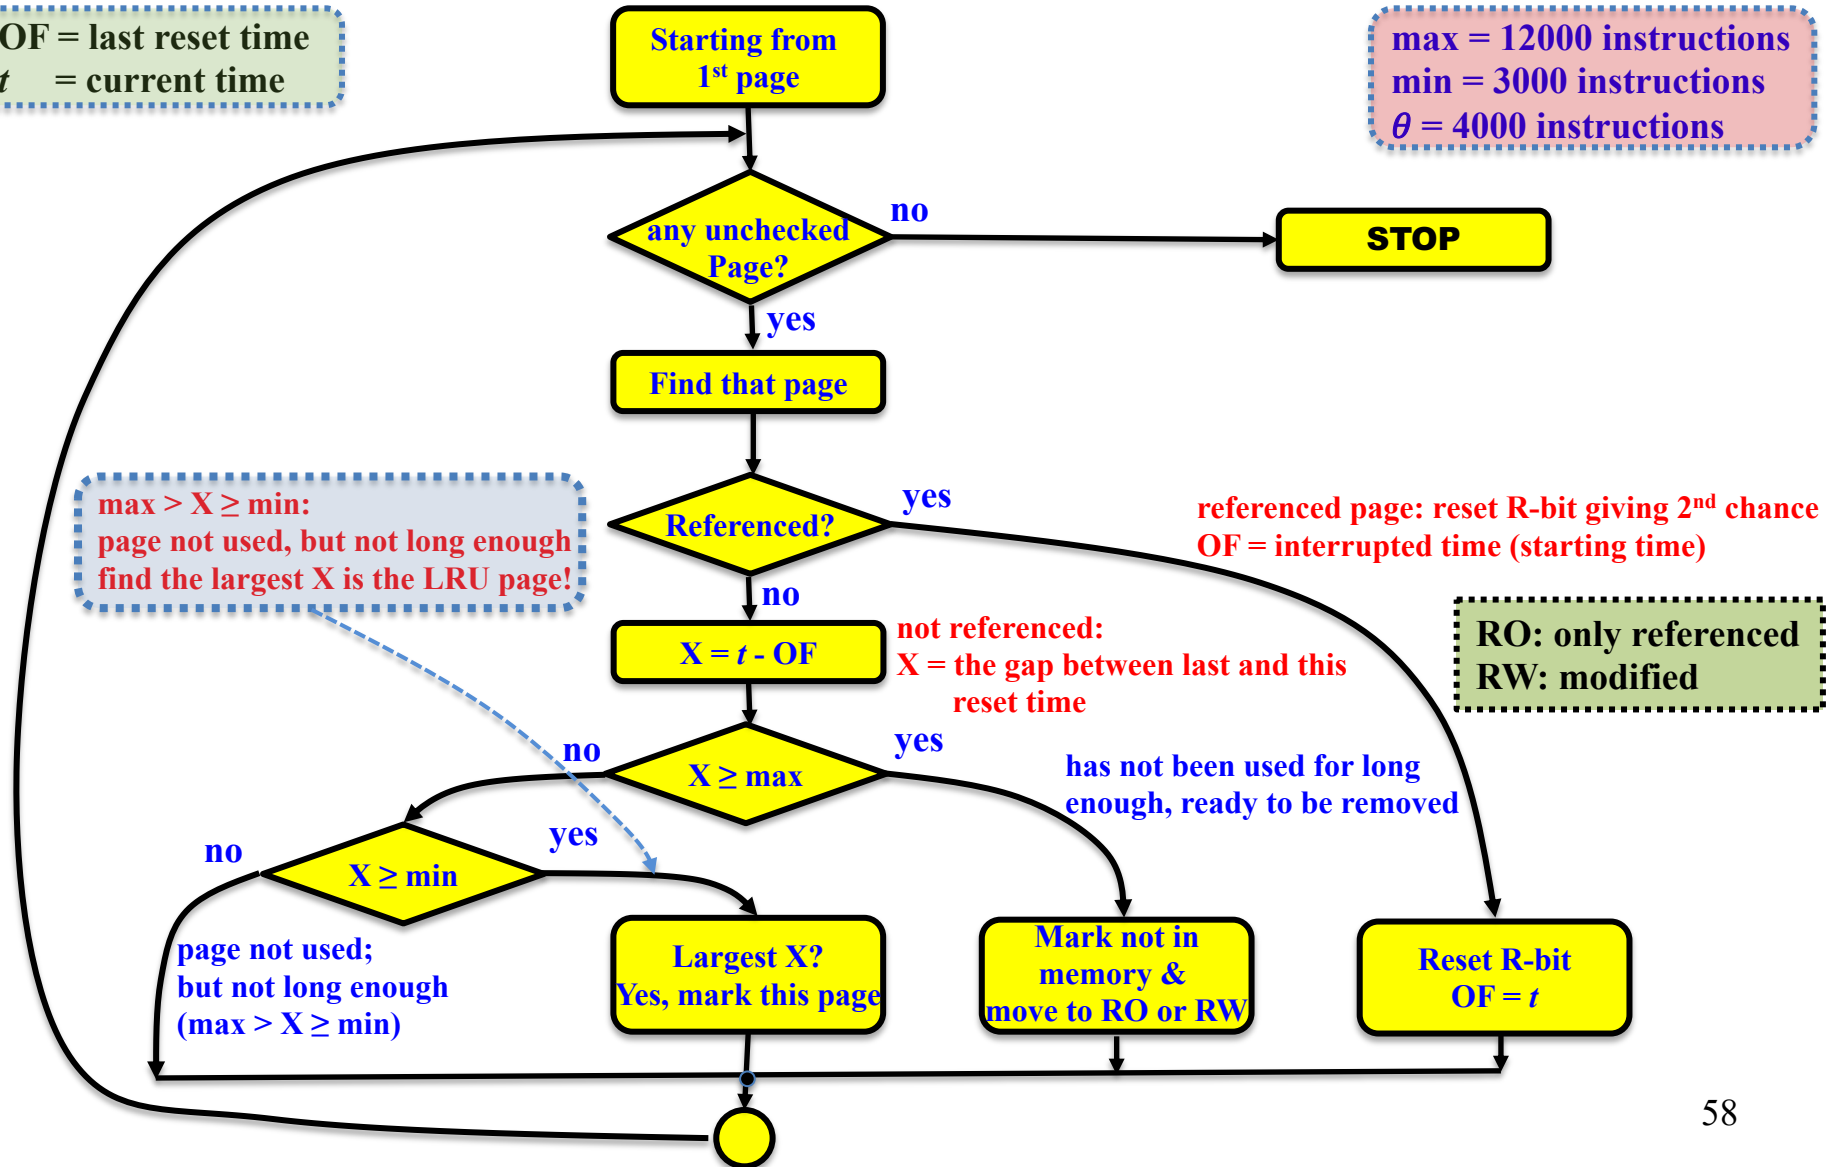 OF = last reset time
t = current time
Starting from
1st page
max = 12000 instructions
min = 3000 instructions
θ = 4000 instructions
any unchecked
Page?
no
STOP
yes
Find that page
max > X ≥ min:
page not used, but not long enough
find the largest X is the LRU page!
Referenced?
yes
referenced page: reset R-bit giving 2nd chance
OF = interrupted time (starting time)
no
X = t - OF
not referenced:
X = the gap between last and this
reset time
RO: only referenced
RW: modified
no
X ≥ max
yes
has not been used for long
enough, ready to be removed
no
X ≥ min
yes
page not used;
but not long enough
(max > X ≥ min)
Largest X?
Yes, mark this page
Mark not in
memory &
move to RO or RW
Reset R-bit
OF = t
58